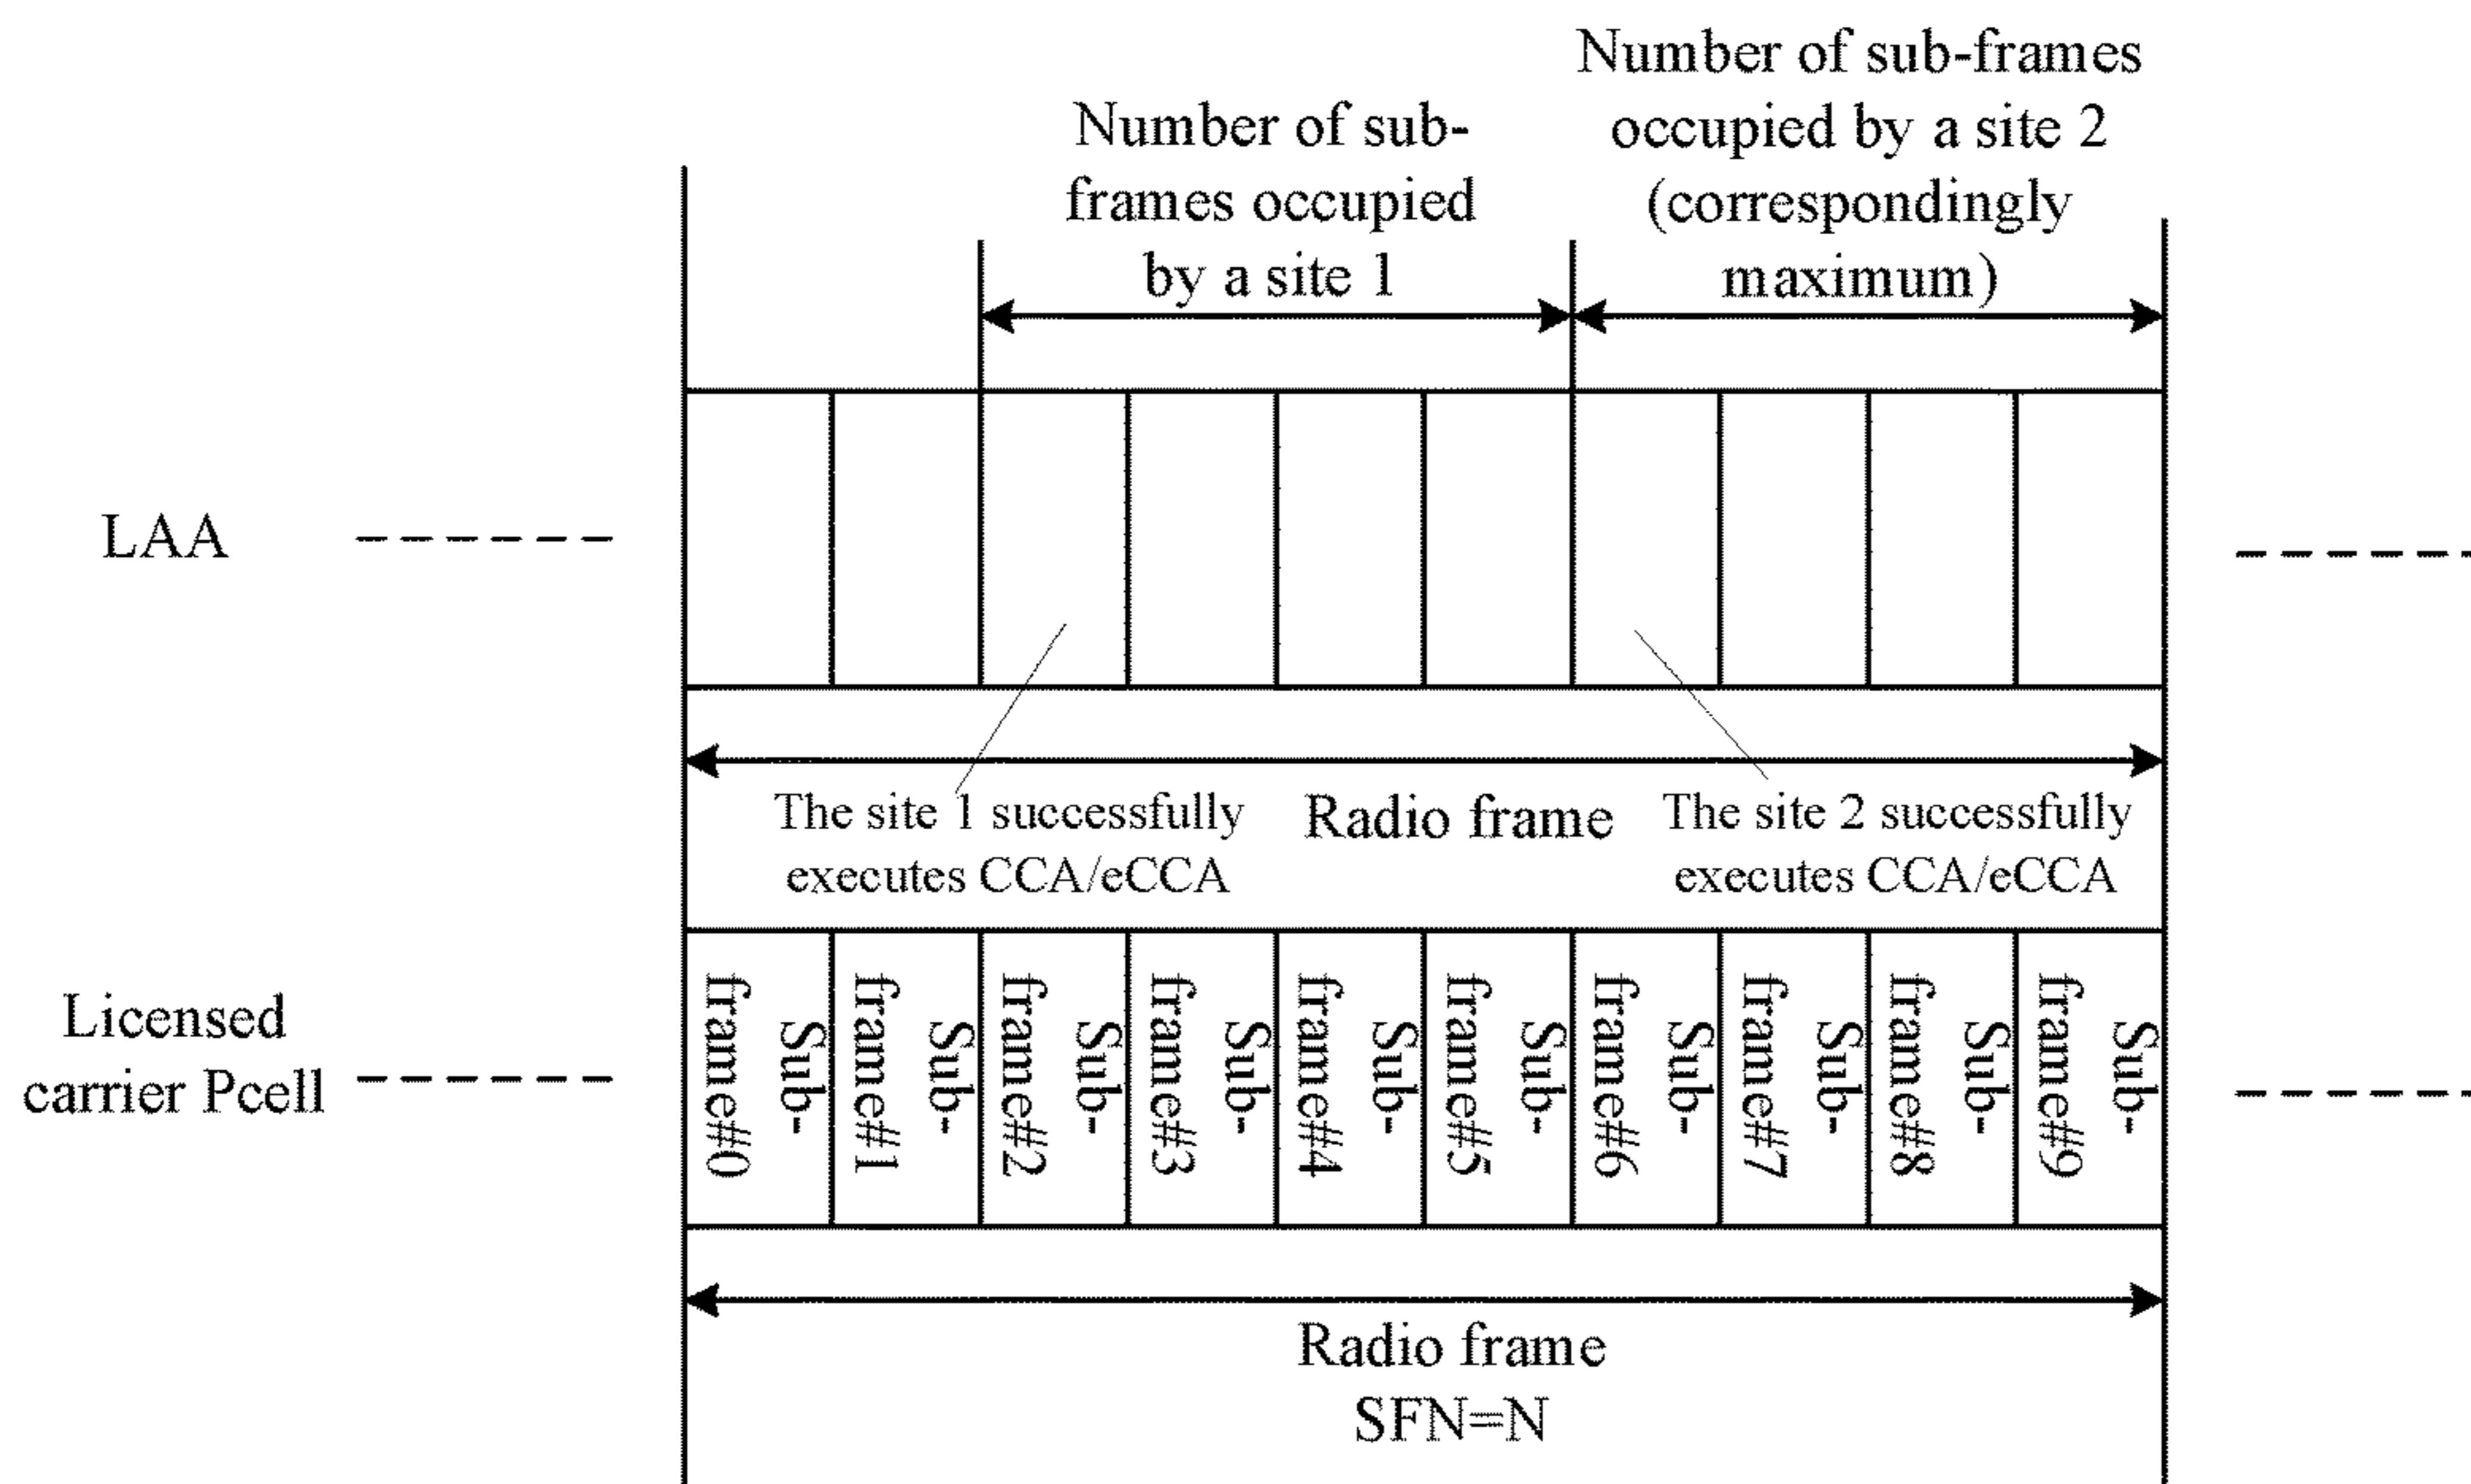 Number of sub-
frames occupied
by a site 1
Number of sub-frames
occupied by a site 2
(correspondingly
maximum)
LAA
The site 1 successfully
executes CCA/eCCA
Radio frame
The site 2 successfully
executes CCA/eCCA
Licensed
carrier Pcell
Sub-
frame#0
Sub-
frame#1
Sub-
frame#2
Sub-
frame#3
Sub-
frame#4
Sub-
frame#5
Sub-
frame#6
Sub-
frame#7
Sub-
frame#8
Sub-
frame#9
Radio frame
SFN=N